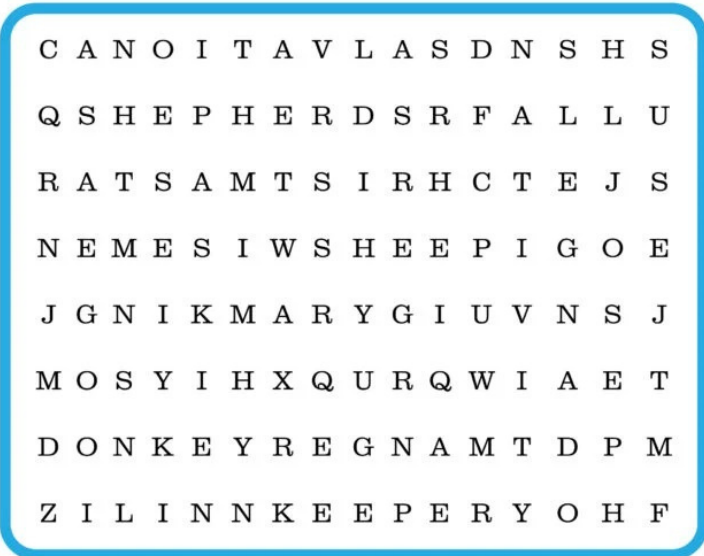 C A N O I T A V L A S D N S H S
Q S H E P H E R D S R F A L L U
R A T S A M T S I R H C T E J S
N E M E S I W S H E E P I G O E
J G N I K M A R Y G I U V N S J
M O S Y I H X Q U R Q W I A E T
D O N K E Y R E G N A M T D P M
Z I L I N N K E E P E R Y O H F